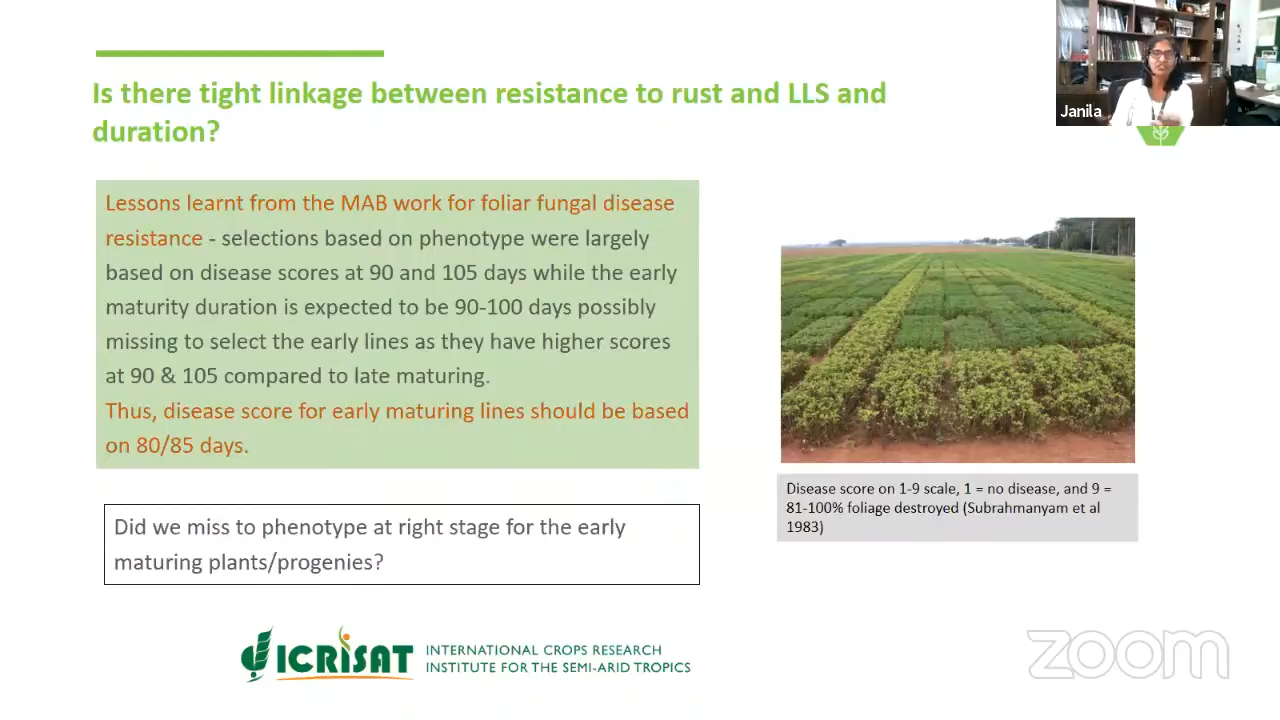 Is there tight linkage between resistance to rust and LLS and
duration?
Janila
Lessons learnt from the MAB work for foliar fungal disease
resistance - selections based on phenotype were largely
based on disease scores at 90 and 105 days while the early
maturity duration is expected to be 90-100 days possibly
missing to select the early lines as they have higher scores
at 90 & 105 compared to late maturing.
Thus, disease score for early maturing lines should be based
on 80/85 days.
Disease score on 1-9 scale, 1 = no disease, and 9 =
81-100% foliage destroyed (Subrahmanyam et al
1983)
Did we miss to phenotype at right stage for the early
maturing plants/progenies?
ICRISAT
INTERNATIONAL CROPS RESEARCH
INSTITUTE FOR THE SEMI-ARID TROPICS
zoom